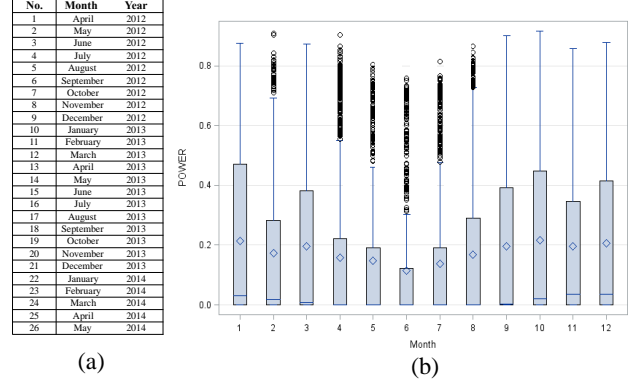 No. Month Year
1 April 2012
2 May 2012
3 June 2012
4 July 2012
5 August 2012
6 September 2012
7 October 2012
8 November 2012
9 December 2012
10 January 2013
11 February 2013
12 March 2013
13 April 2013
14 May 2013
15 June 2013
16 July 2013
17 August 2013
18 September 2013
19 October 2013
20 November 2013
21 December 2013
22 January 2014
23 February 2014
24 March 2014
25 April 2014
26 May 2014
(a)
POWER
0.8
0.6
0.4
0.2
0.0
1 2 3 4 5 6 7 8 9 10 11 12
Month
(b)